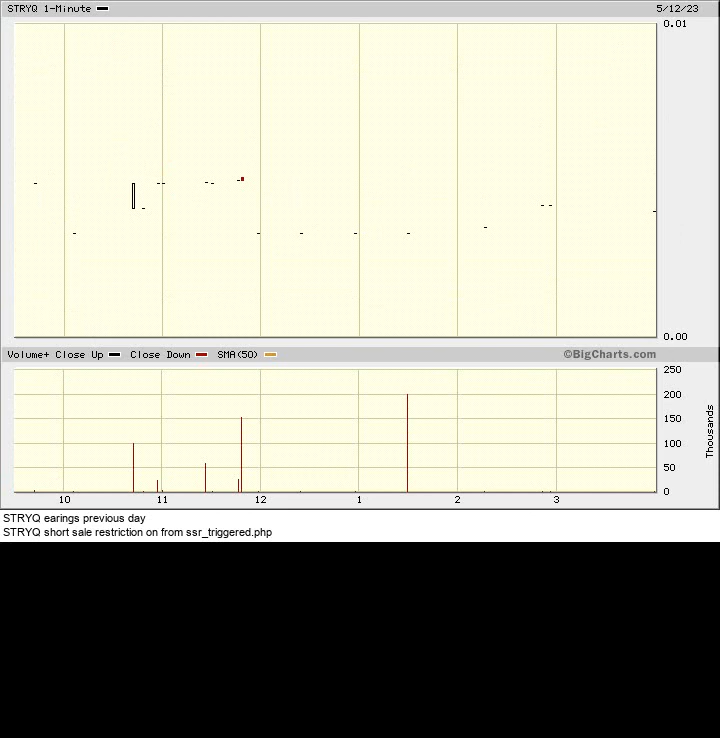 STRYQ 1-Minute 5/12/23
0.01
0.00
Volume+ Close Up Close Down SMA(50) ©BigCharts.com
250
200
150
100
50
0
Thousands
10 11 12 1 2 3
STRYQ earings previous day
STRYQ short sale restriction on from ssr_triggered.php